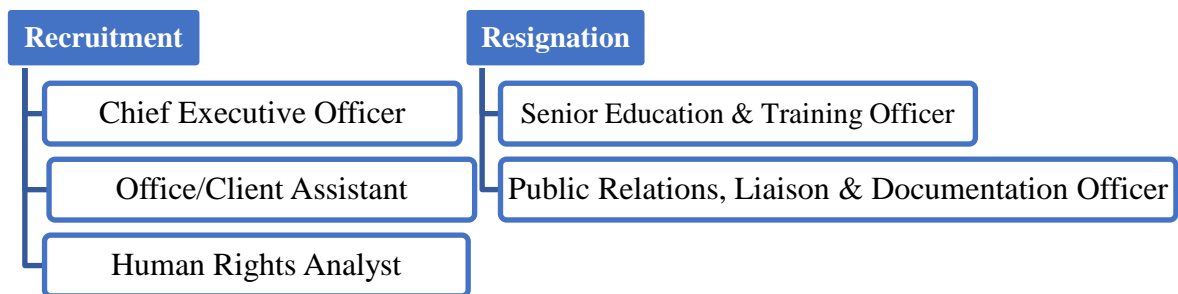 Recruitment
Chief Executive Officer
Office/Client Assistant
Human Rights Analyst
Resignation
Senior Education & Training Officer
Public Relations, Liaison & Documentation Officer